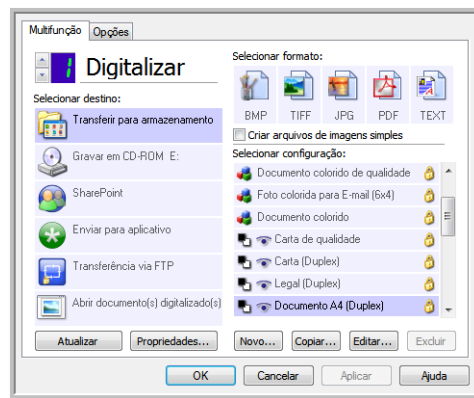 Multifunção
Opções
1
Digitalizar
Selecionar destino:
Transferir para armazenamento
Gravar em CD-ROM E:
SharePoint
Enviar para aplicativo
Transferência via FTP
Abrir documento(s) digitalizado(s)
Atualizar
Propriedades...
Selecionar formato:
BMP
TIFF
JPG
PDF
TEXT
Criar arquivos de imagens simples
Selecionar configuração:
Documento colorido de qualidade
Foto colorida para E-mail (6x4)
Documento colorido
Carta de qualidade
Carta (Duplex)
Legal (Duplex)
Documento A4 (Duplex)
Novo...
Copiar...
Editar...
Excluir
OK
Cancelar
Aplicar
Ajuda